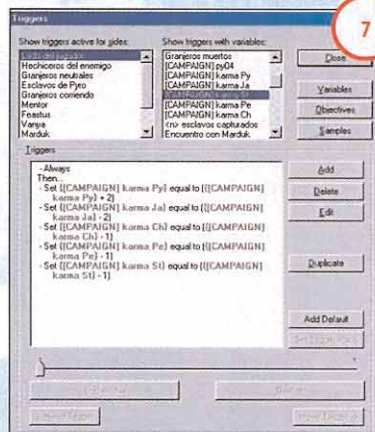 Triggers
7
Show triggers active for sides:
Show triggers with variables:
Lado del jugador
Hechiceros del enemigo
Granjeros neutrales
Esclavos de Pyro
Granjeros corriendo
Mentor
Feastus
Vanya
Marduk
Granjeros muertos
[CAMPAIGN] py04
[CAMPAIGN] karma Py
[CAMPAIGN] karma Ja
[CAMPAIGN] karma St
[CAMPAIGN] karma Pe
[CAMPAIGN] karma Ch
<n> esclavos capturados
Encuentro con Marduk
Close
Variables
Objectives
Samples
Triggers
- Always
Then...
- Set ([CAMPAIGN] karma Py) equal to (([CAMPAIGN]
karma Py) + 2)
- Set ([CAMPAIGN] karma Ja) equal to (([CAMPAIGN]
karma Ja) - 2)
- Set ([CAMPAIGN] karma Ch) equal to (([CAMPAIGN]
karma Ch) - 1)
- Set ([CAMPAIGN] karma Pe) equal to (([CAMPAIGN]
karma Pe) - 1)
- Set ([CAMPAIGN] karma St) equal to (([CAMPAIGN]
karma St) - 1)
Add
Delete
Edit
Duplicate
Add Default